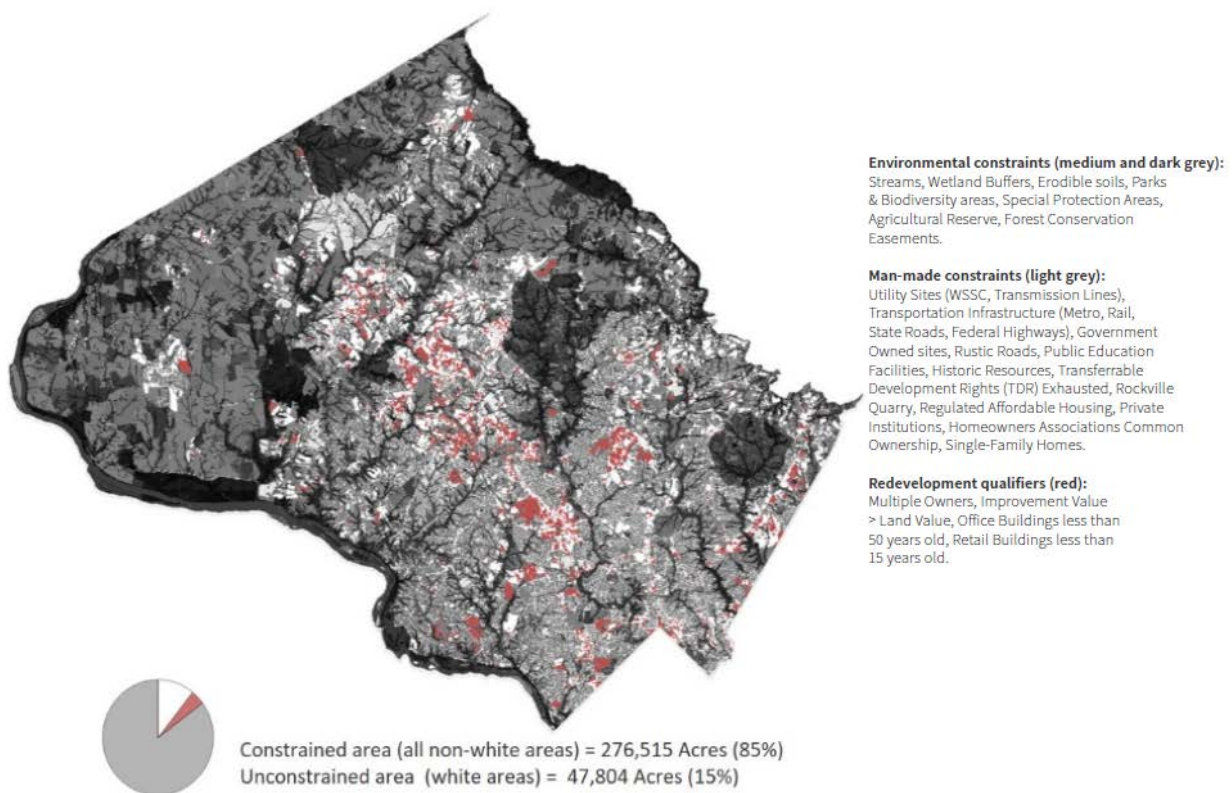 Environmental constraints (medium and dark grey):
Streams, Wetland Buffers, Erodible soils, Parks
& Biodiversity areas, Special Protection Areas,
Agricultural Reserve, Forest Conservation
Easements.
Man-made constraints (light grey):
Utility Sites (WSSC, Transmission Lines),
Transportation Infrastructure (Metro, Rail,
State Roads, Federal Highways), Government
Owned sites, Rustic Roads, Public Education
Facilities, Historic Resources, Transferrable
Development Rights (TDR) Exhausted, Rockville
Quarry, Regulated Affordable Housing, Private
Institutions, Homeowners Associations Common
Ownership, Single-Family Homes.
Redevelopment qualifiers (red):
Multiple Owners, Improvement Value
> Land Value, Office Buildings less than
50 years old, Retail Buildings less than
15 years old.
Constrained area (all non-white areas) = 276,515 Acres (85%)
Unconstrained area (white areas) = 47,804 Acres (15%)